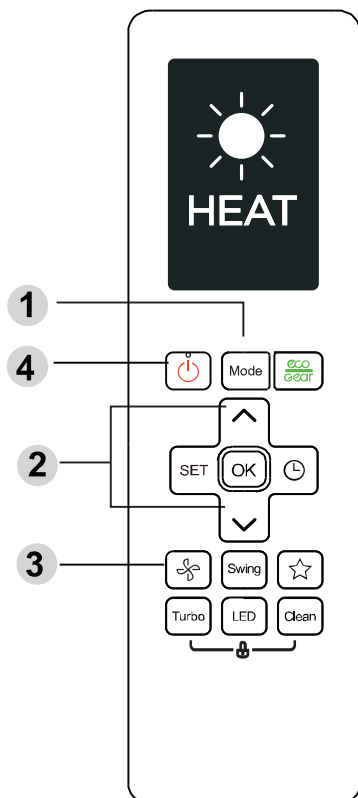 HEAT
1
4
Mode
eco
Gear
2
SET OK
3
Swing
Turbo LED Clean